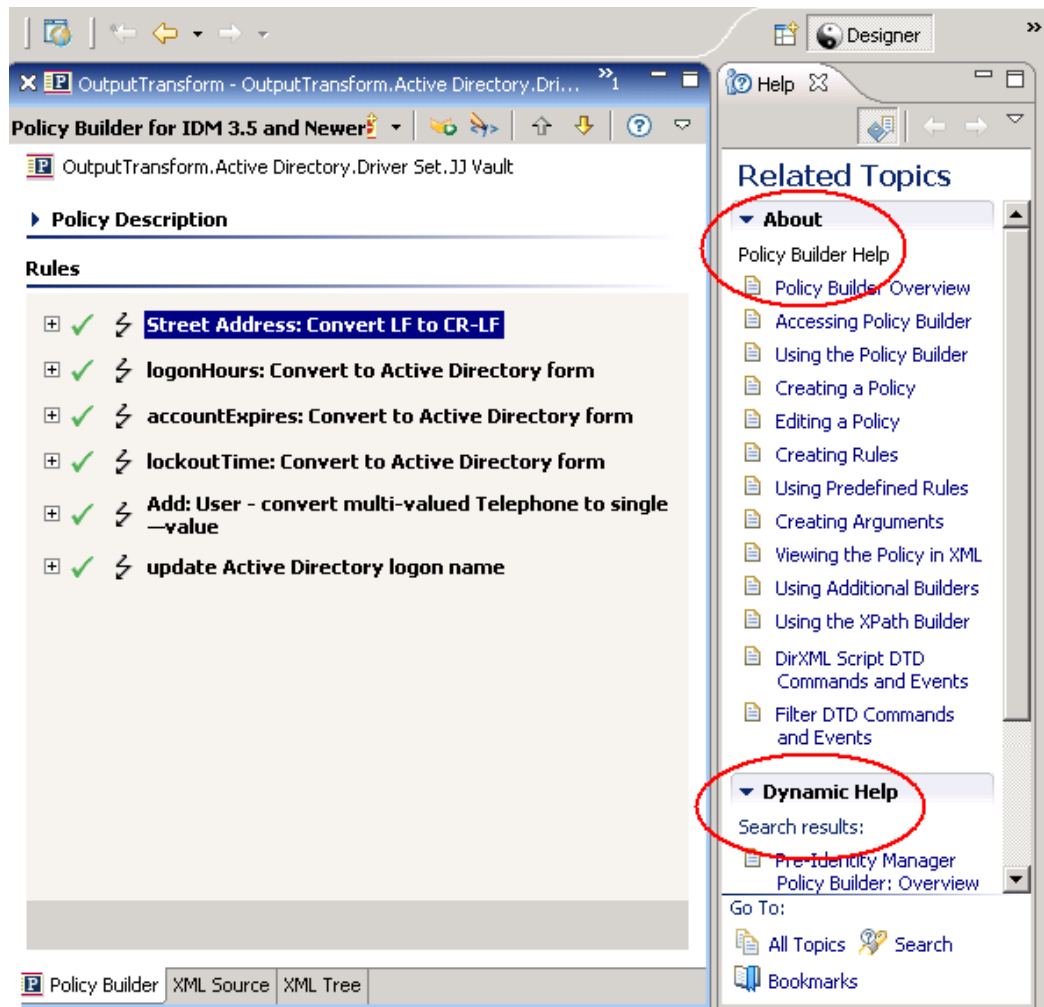 Designer
»
OutputTransform - OutputTransform.Active Directory.Dri... »1
Policy Builder for IDM 3.5 and Newer
OutputTransform.Active Directory.Driver Set.JJ Vault
Policy Description
Rules
Street Address: Convert LF to CR-LF
logonHours: Convert to Active Directory form
accountExpires: Convert to Active Directory form
lockoutTime: Convert to Active Directory form
Add: User - convert multi-valued Telephone to single
—value
update Active Directory logon name
Policy Builder
XML Source
XML Tree
Help
Related Topics
About
Policy Builder Help
Policy Builder Overview
Accessing Policy Builder
Using the Policy Builder
Creating a Policy
Editing a Policy
Creating Rules
Using Predefined Rules
Creating Arguments
Viewing the Policy in XML
Using Additional Builders
Using the XPath Builder
DirXML Script DTD
Commands and Events
Filter DTD Commands
and Events
Dynamic Help
Search results:
Pre-Identity Manager
Policy Builder: Overview
Go To:
All Topics
Search
Bookmarks